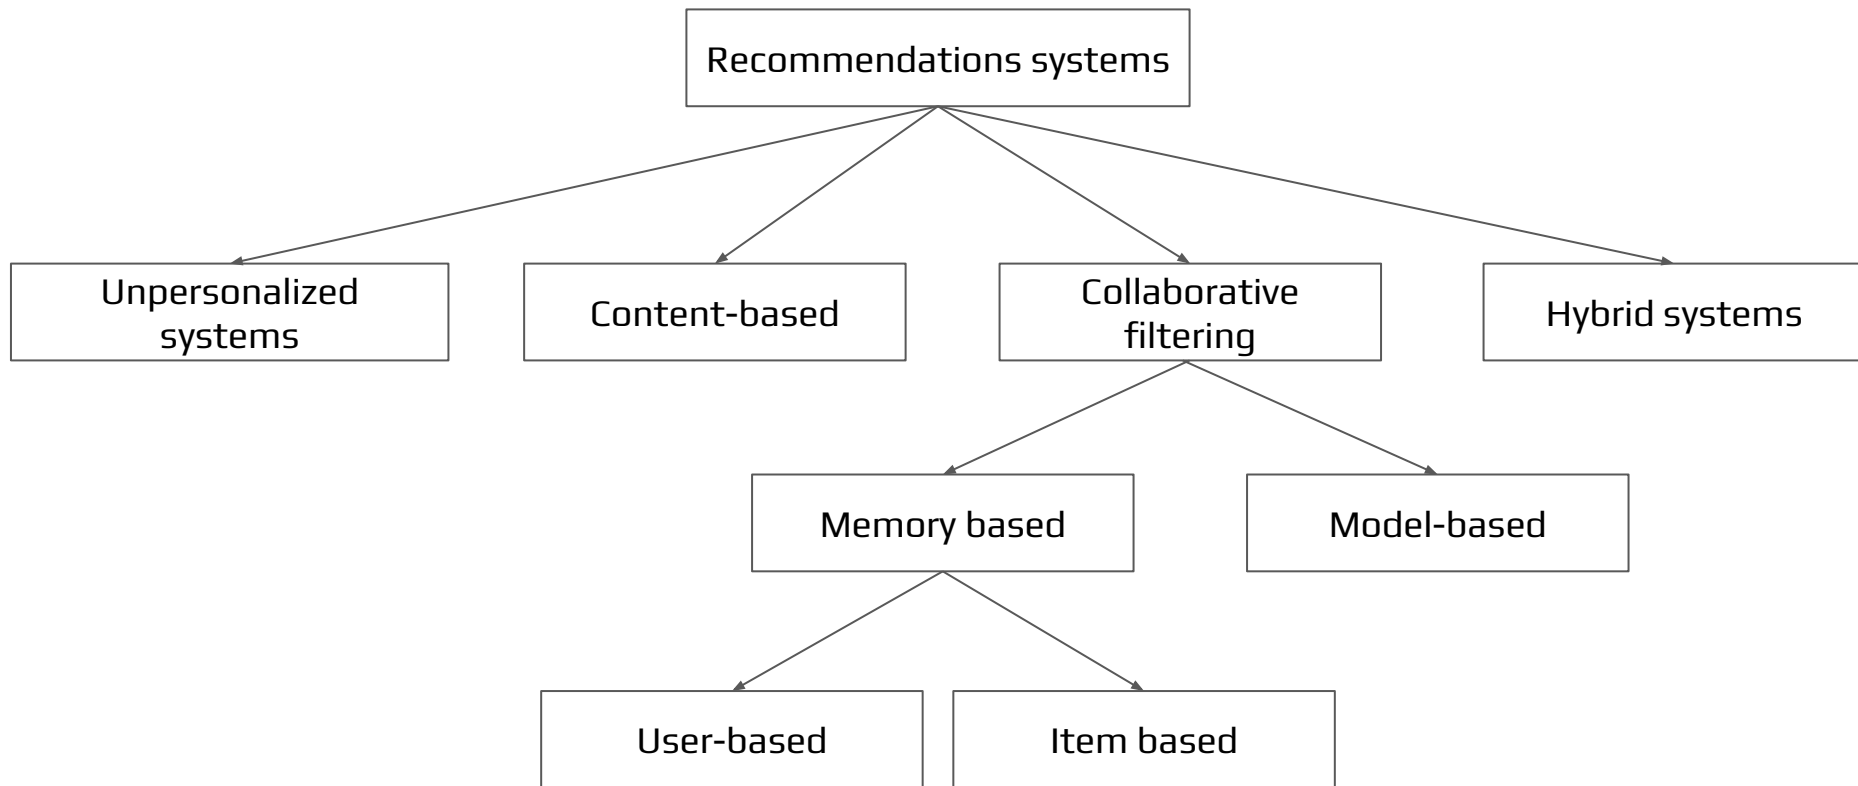 Recommendations systems
Unpersonalized
systems
Content-based
Collaborative
filtering
Hybrid systems
Memory based
Model-based
User-based
Item based